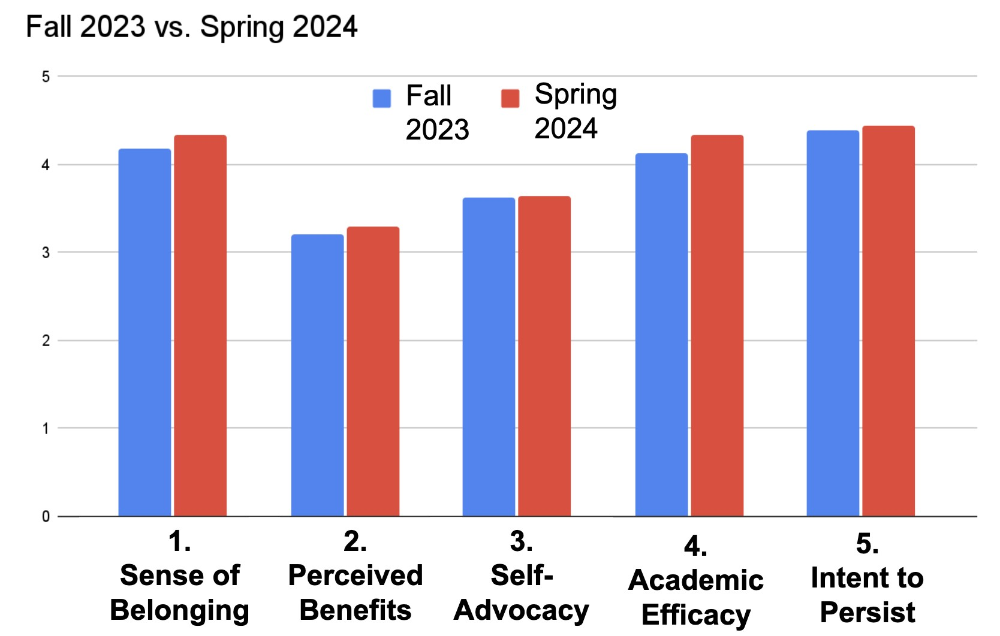 Fall 2023 vs. Spring 2024
5
Fall
2023
Spring
2024
4
3
2
1
0
1.
Sense of
Belonging
2.
Perceived
Benefits
3.
Self-
Advocacy
4.
Academic
Efficacy
5.
Intent to
Persist